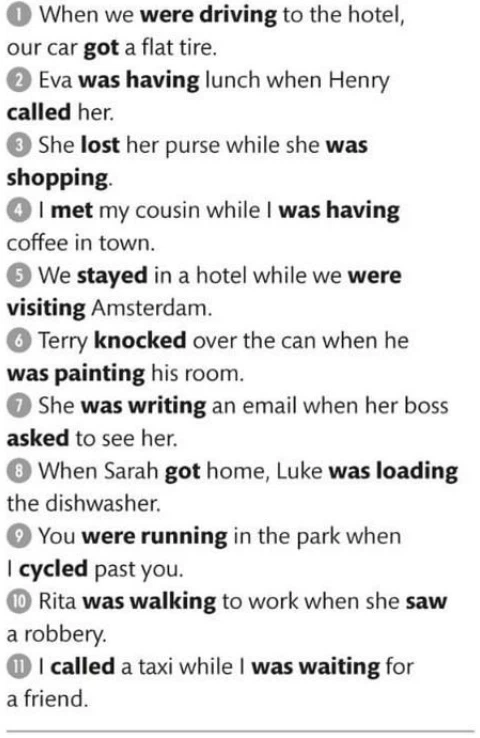 1 When we were driving to the hotel,
our car got a flat tire.
2 Eva was having lunch when Henry
called her.
3 She lost her purse while she was
shopping.
4 I met my cousin while I was having
coffee in town.
5 We stayed in a hotel while we were
visiting Amsterdam.
6 Terry knocked over the can when he
was painting his room.
7 She was writing an email when her boss
asked to see her.
8 When Sarah got home, Luke was loading
the dishwasher.
9 You were running in the park when
I cycled past you.
10 Rita was walking to work when she saw
a robbery.
11 I called a taxi while I was waiting for
a friend.